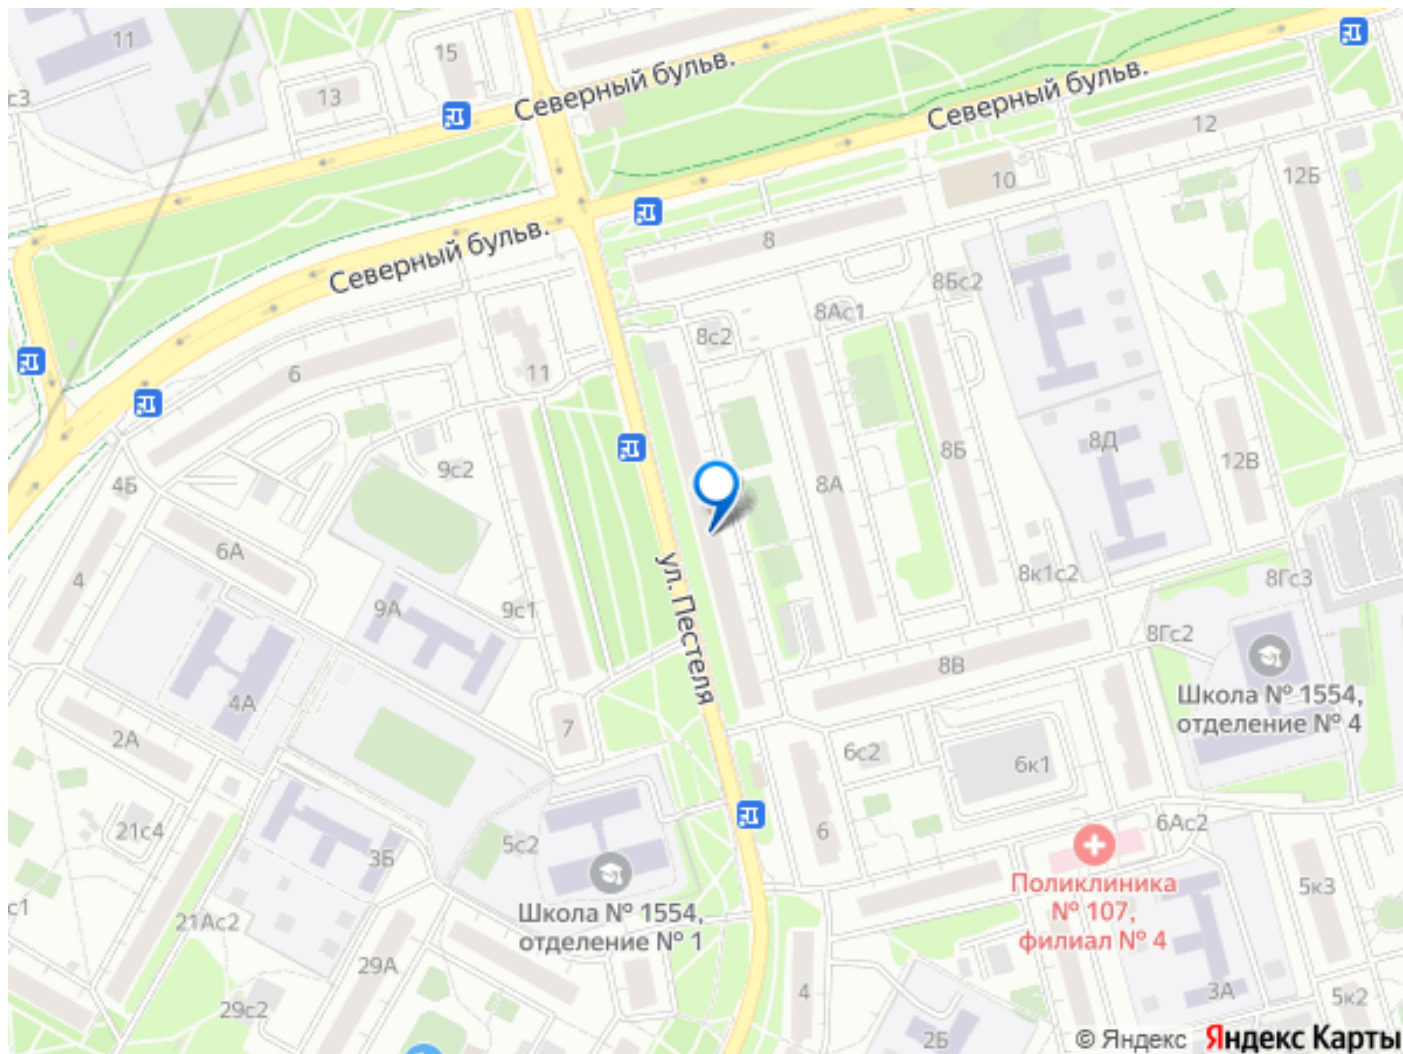 11
15
с3
13
Северный бульв.
Северный бульв.
12
12Б
10
8
Северный бульв.
8Бс2
8Ас1
8с2
6
11
9с2
8Д
8Б
12В
8А
4Б
6А
4
9А
9с1
ул. Пестеля
8к1с2
8Гс3
8Гс2
8В
Школа № 1554,
отделение № 4
4А
2А
7
6с2
6к1
21с4
3Б
5с2
6
6Ас2
Школа № 1554,
отделение № 1
Поликлиника
№ 107,
филиал № 4
5к3
с1
21Ас2
29А
29с2
4
3А
5к2
2Б
© Яндекс Яндекс Карты